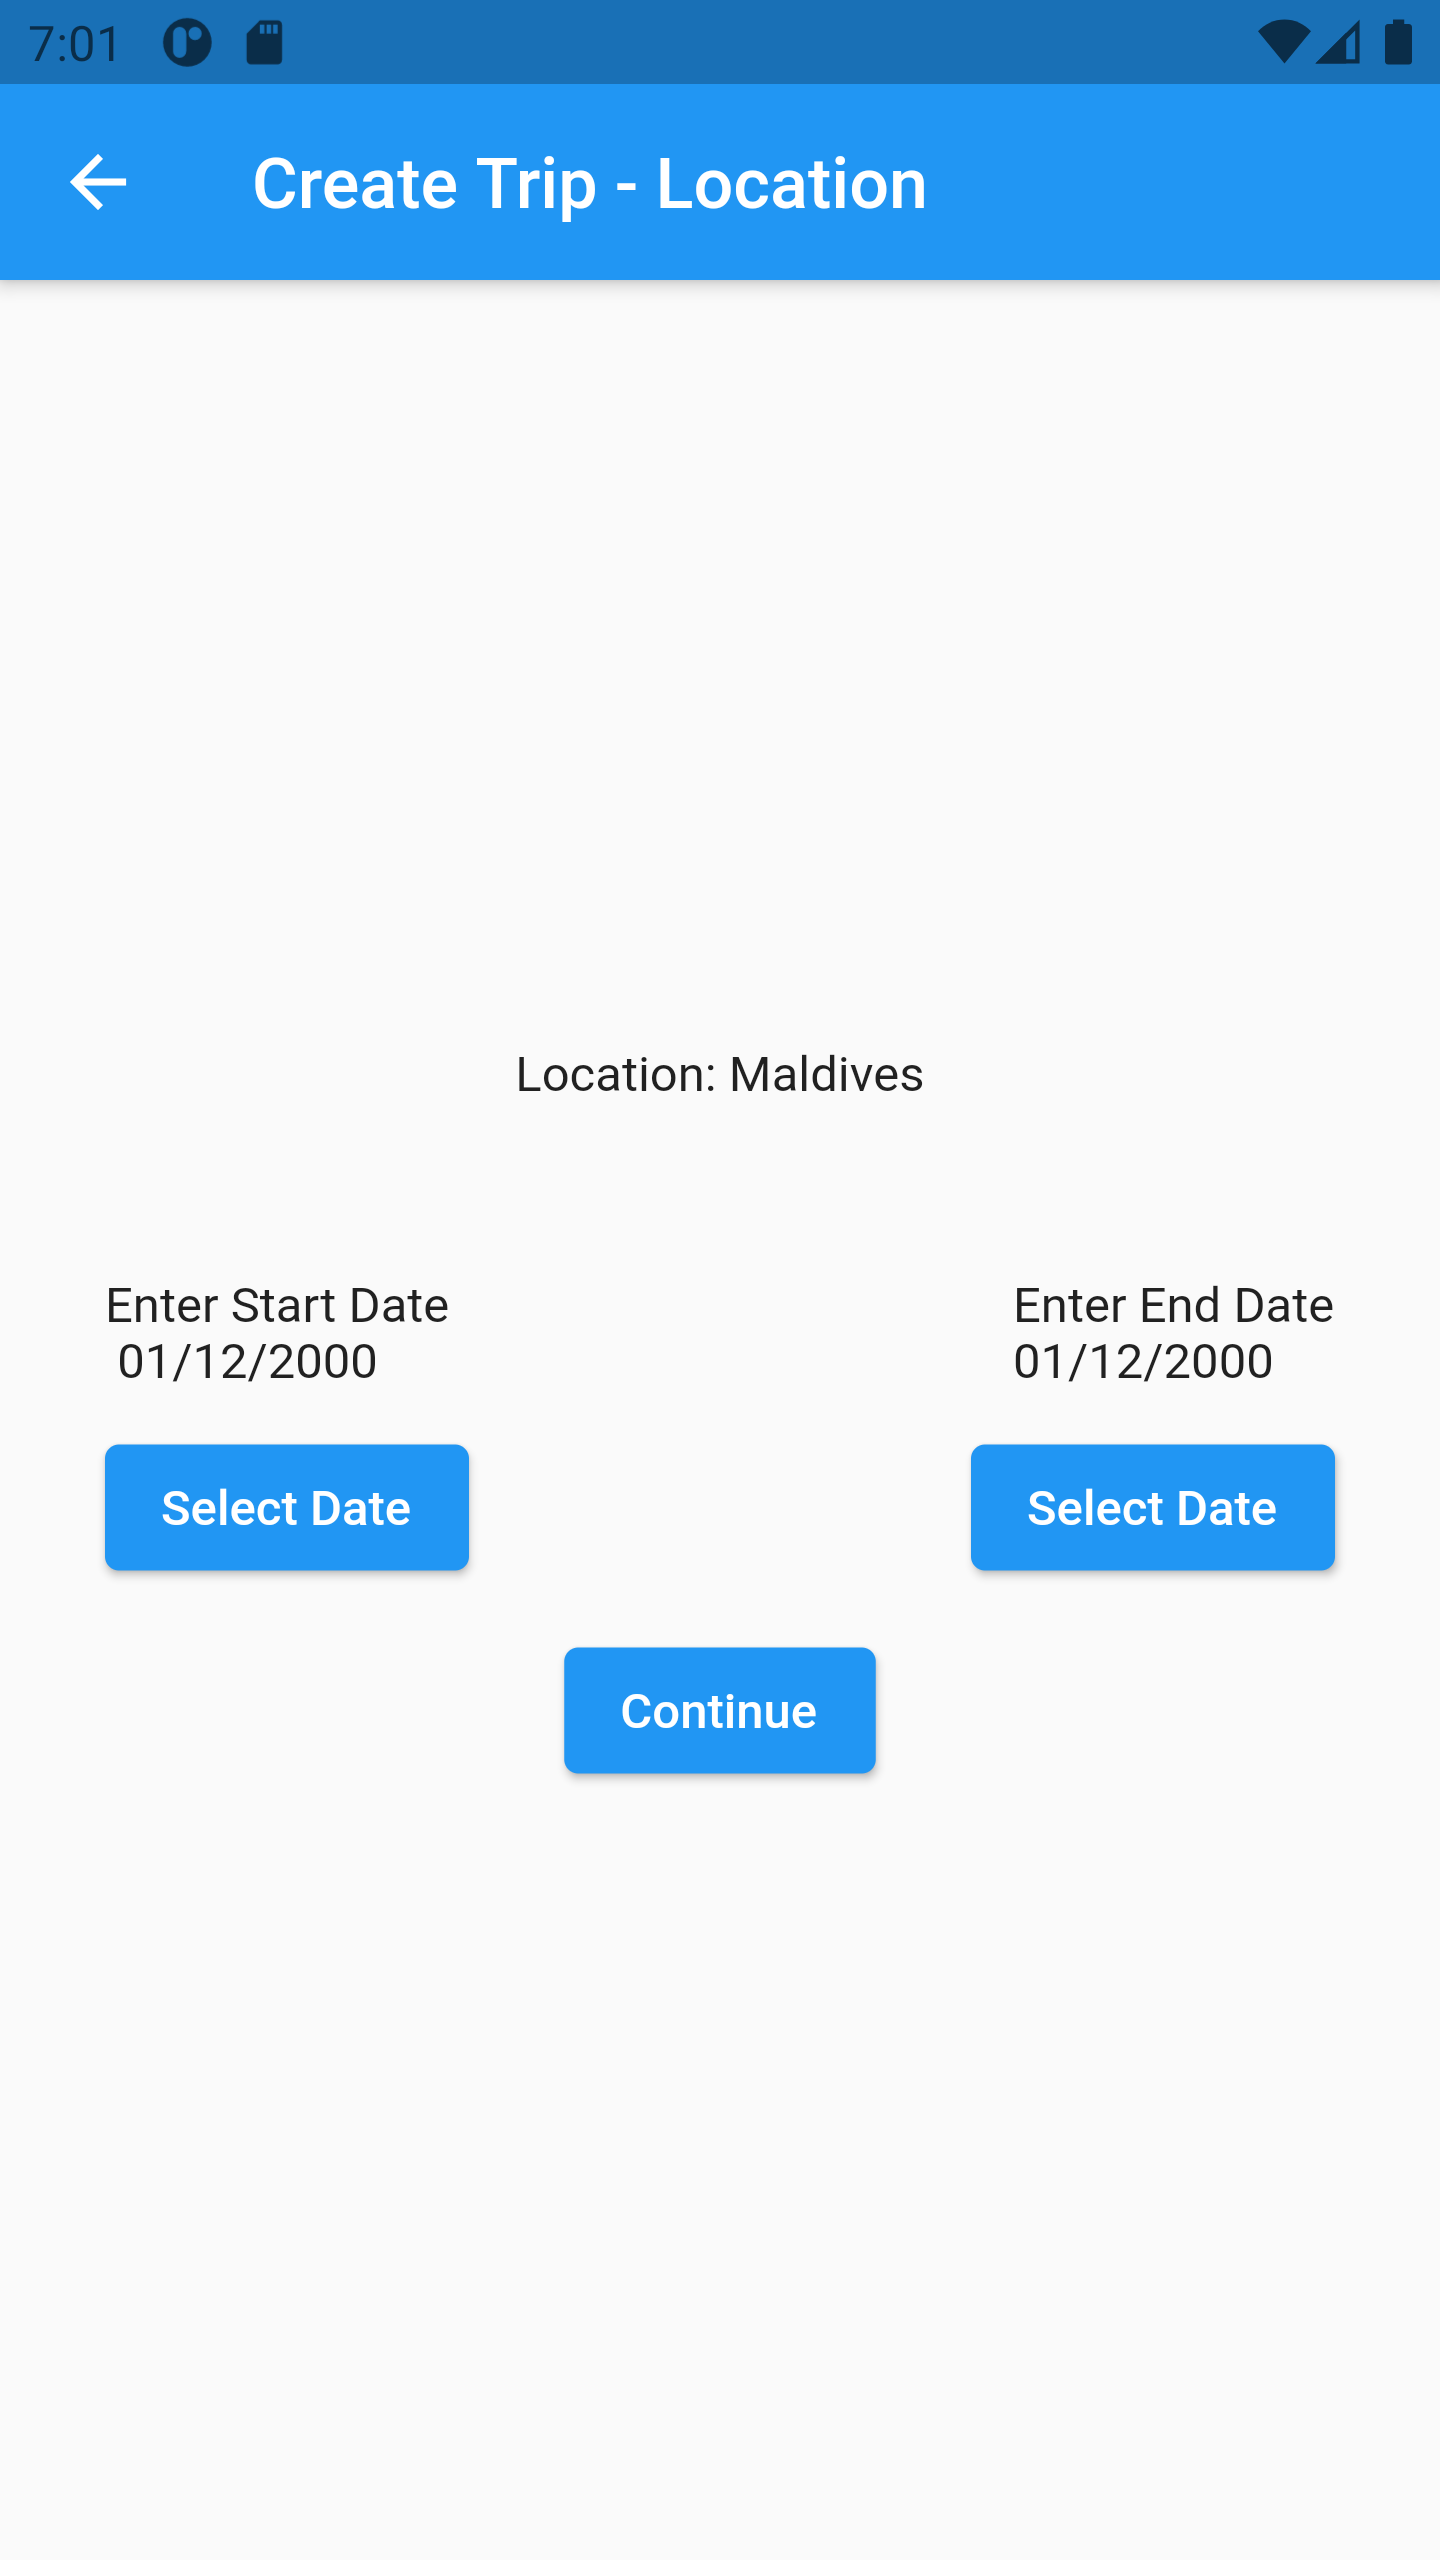 7:01
Create Trip - Location
Location: Maldives
Enter Start Date
01/12/2000
Enter End Date
01/12/2000
Select Date
Select Date
Continue